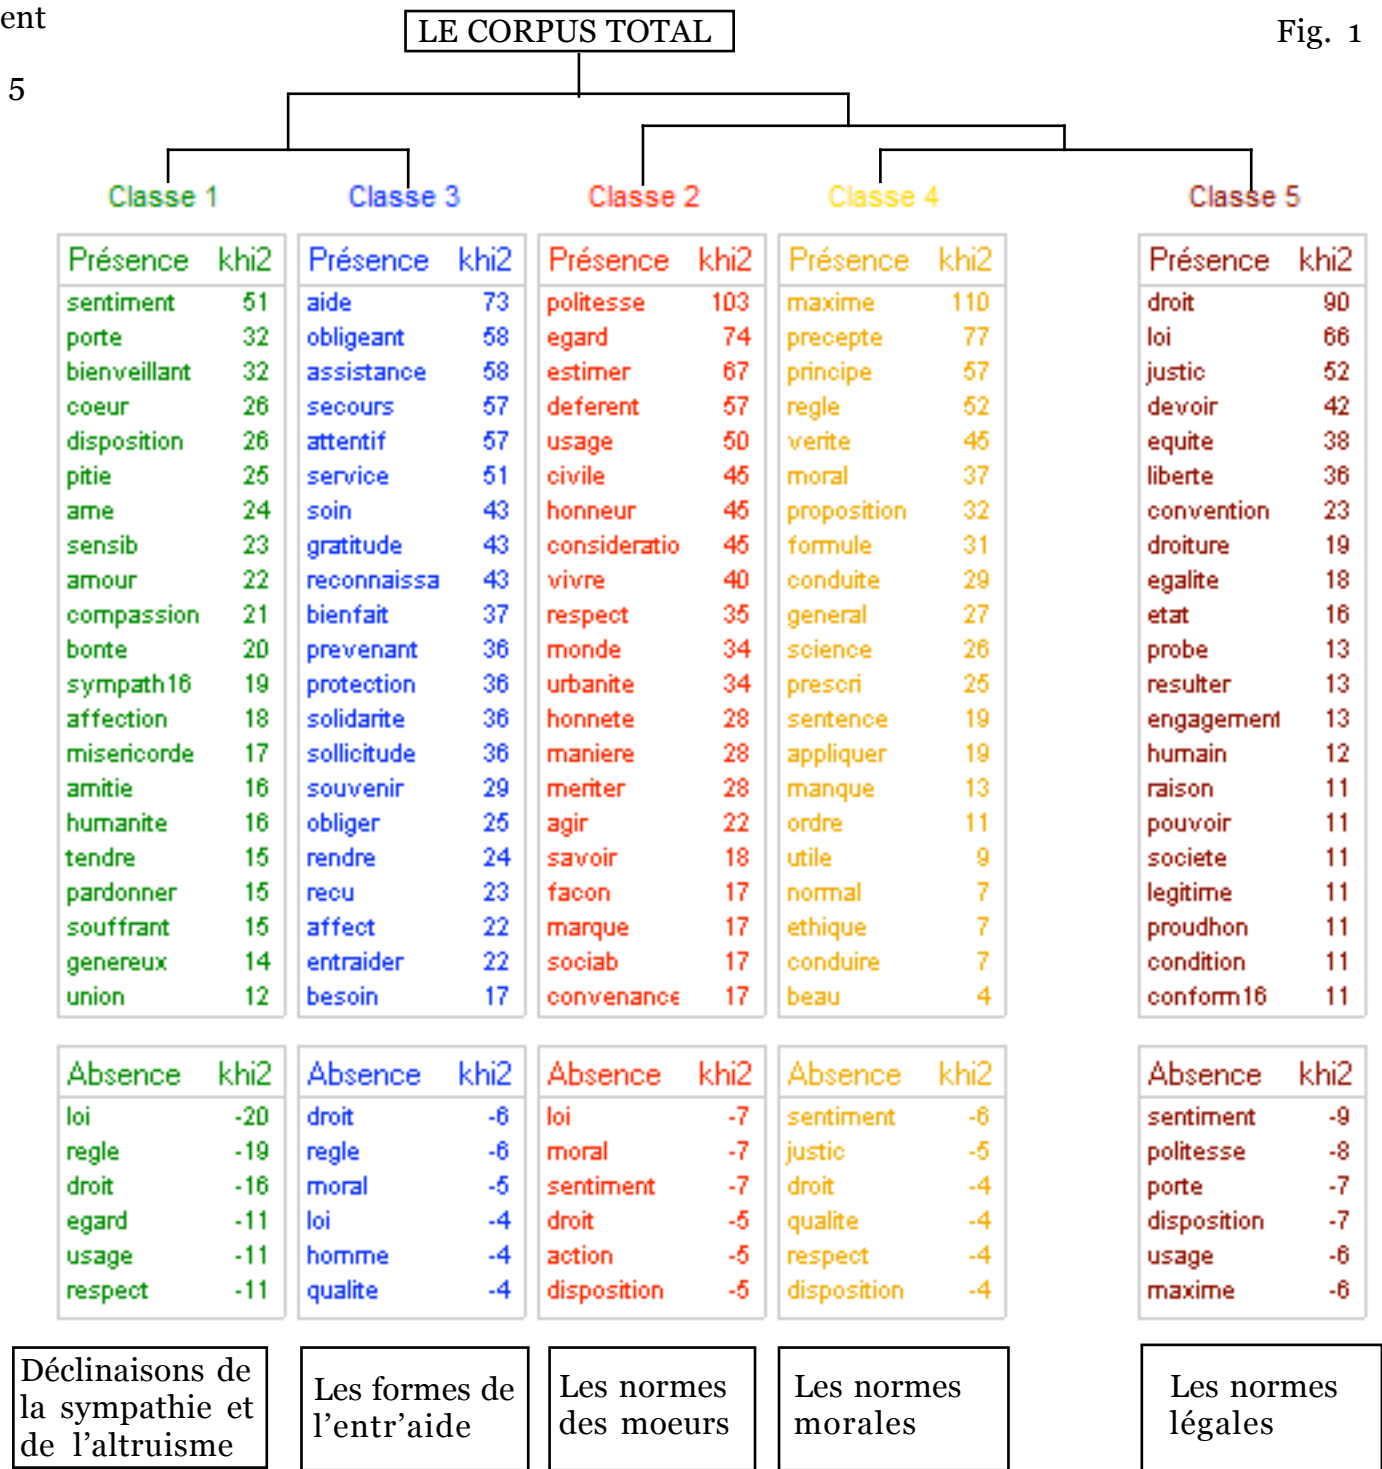 ent
LE CORPUS TOTAL
Fig. 1
5
Classe 1 Classe 3 Classe 2 Classe 4 Classe 5
Présence khi2 Présence khi2 Présence khi2 Présence khi2 Présence khi2
sentiment 51 aide 73 politesse 103 maxime 110 droit 90
porte 32 obligeant 58 egard 74 precepte 77 loi 66
bienveillant 32 assistance 58 estimer 67 principe 57 justic 52
coeur 26 secours 57 deferent 57 regle 52 devoir 42
disposition 26 attentif 57 usage 50 verite 45 equite 38
pitie 25 service 51 civile 45 moral 37 liberte 36
ame 24 soin 43 honneur 45 proposition 32 convention 23
sensib 23 gratitude 43 consideratio 45 formule 31 droiture 19
amour 22 reconnaissa 43 vivre 40 conduite 29 egalite 18
compassion 21 bienfait 37 respect 35 general 27 etat 16
bonte 20 prevenant 36 monde 34 science 26 probe 13
sympath16 19 protection 36 urbanite 34 prescri 25 resulter 13
affection 18 solidarite 36 honnete 28 sentence 19 engagement 13
misericorde 17 sollicitude 36 maniere 28 appliquer 19 humain 12
amitie 16 souvenir 29 meriter 28 manque 13 raison 11
humanite 16 obliger 25 agir 22 ordre 11 pouvoir 11
tendre 15 rendre 24 savoir 18 utile 9 societe 11
pardonner 15 recu 23 facon 17 normal 7 legitime 11
souffrant 15 affect 22 marque 17 ethique 7 proudhon 11
genereux 14 entraider 22 sociab 17 conduire 7 condition 11
union 12 besoin 17 convenance 17 beau 4 conform16 11
Absence khi2 Absence khi2 Absence khi2 Absence khi2 Absence khi2
loi -20 droit -6 loi -7 sentiment -6 sentiment -9
regle -19 regle -6 moral -7 justic -5 politesse -8
droit -16 moral -5 sentiment -7 droit -4 porte -7
egard -11 loi -4 droit -5 qualite -4 disposition -7
usage -11 homme -4 action -5 respect -4 usage -6
respect -11 qualite -4 disposition -5 disposition -4 maxime -6
Déclinaisons de
la sympathie et
de l'altruisme
Les formes de
l'entr'aide
Les normes
des moeurs
Les normes
morales
Les normes
légales